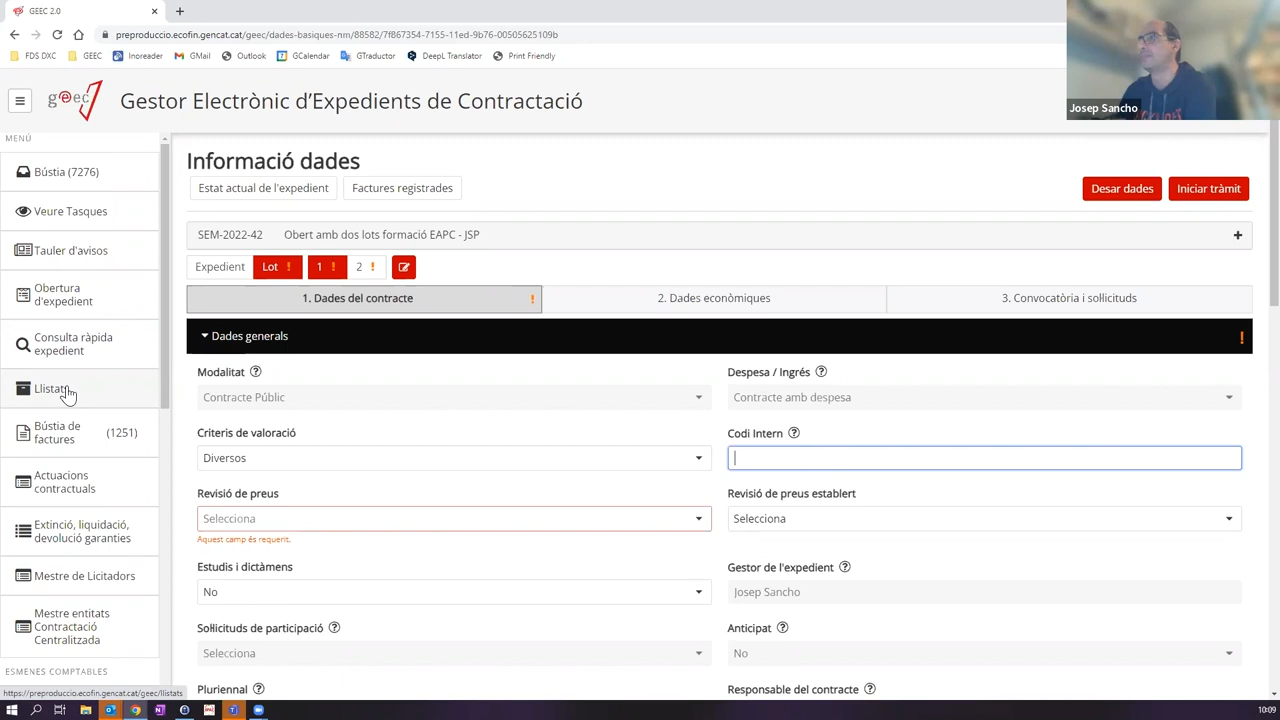 GEEC 2.0
preproduccio.ecofin.gencat.cat/geec/dades-basiques-nm/88582/7f867354-7155-11ed-9b76-00505625109b
FDS DXC
GEEC
Inoreader
GMail
Outlook
GCalendar
GTraductor
DeepL Translator
Print Friendly
geec
Gestor Electrònic d'Expedients de Contractació
Josep Sancho
MENÚ
Bústia (7276)
Veure Tasques
Tauler d'avisos
Obertura
d'expedient
Consulta ràpida
expedient
Llistats
Bústia de
factures
(1251)
Actuacions
contractuals
Extinció, liquidació,
devolució garanties
Mestre de Licitadors
Mestre entitats
Contractació
Centralitzada
ESMENES COMPTABLES
https://preproduccio.ecofin.gencat.cat/geec/llistats
Informació dades
Estat actual de l'expedient
Factures registrades
Desar dades
Iniciar tràmit
SEM-2022-42
Obert amb dos lots formació EAPC - JSP
Expedient
Lot !
1 !
2 !
1. Dades del contracte !
2. Dades econòmiques
3. Convocatòria i sol·licituds
Dades generals !
Modalitat
Despesa / Ingrés
Contracte Públic
Contracte amb despesa
Criteris de valoració
Codi Intern
Diversos
Revisió de preus
Revisió de preus establert
Selecciona
Selecciona
Aquest camp és requerit.
Estudis i dictàmens
Gestor de l'expedient
No
Josep Sancho
Sol·licituds de participació
Anticipat
Selecciona
No
Pluriennal
Responsable del contracte
10:09